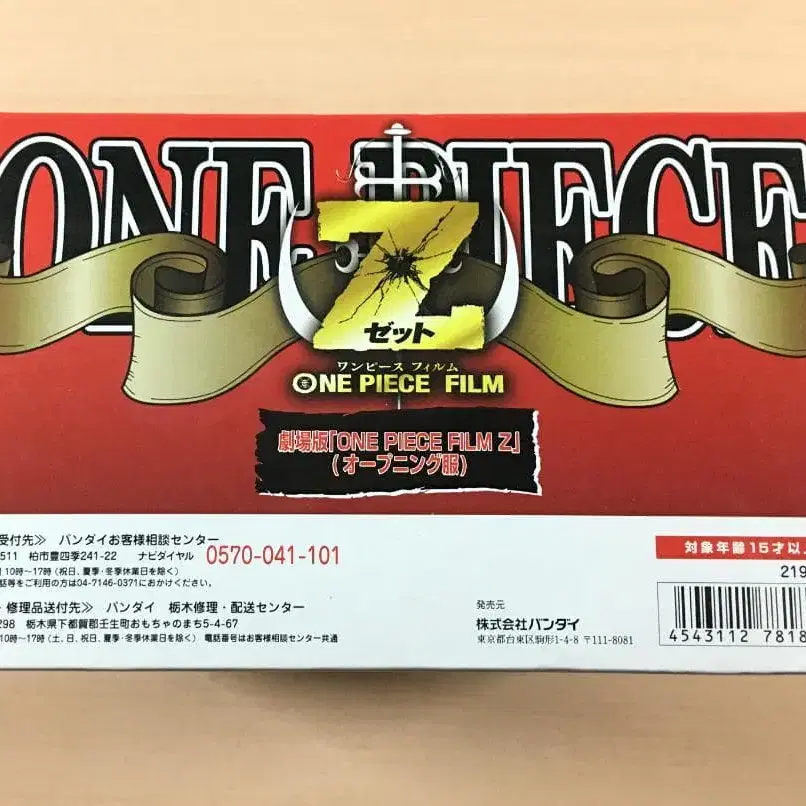 ONE PIECE
Z
ゼット
ワンピース フィルム
ONE PIECE FILM
劇場版「ONE PIECE FILM Z」
(オープニング服)
受付先≫ バンダイお客様相談センター
511 柏市豊四季241-22 ナビダイヤル 0570-041-101
10時～17時(祝日、夏季・冬季休業日を除く)
電話等をご利用の方は04-7146-0371におかけください。
・修理品送付先≫ バンダイ 栃木修理・配送センター
298 栃木県下都賀郡壬生町おもちゃのまち5-4-67
10時～17時(土、日、祝日、夏季・冬季休業日を除く) 電話番号はお客様相談センター共通
発売元
株式会社バンダイ
東京都台東区駒形1-4-8 〒111-8081
対象年齢15才以
219
4543112 7818